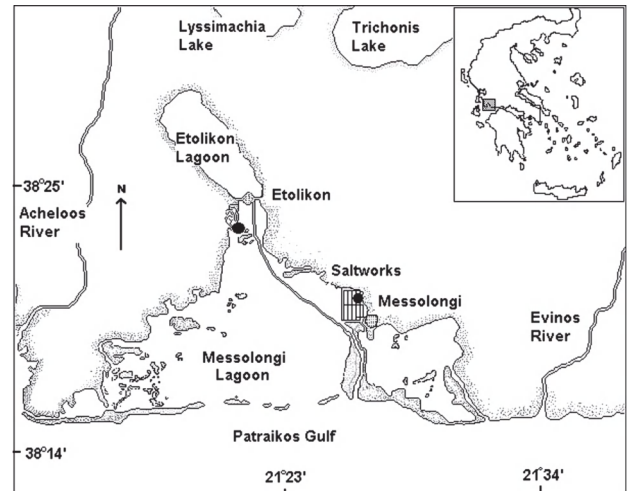 Lyssimachia
Lake
Trichonis
Lake
Etolikon
Lagoon
38°25'
N
Etolikon
Acheloos
River
Saltworks
Messolongi
Evinos
River
Messolongi
Lagoon
Patraikos Gulf
38°14'
21°23'
21°34'